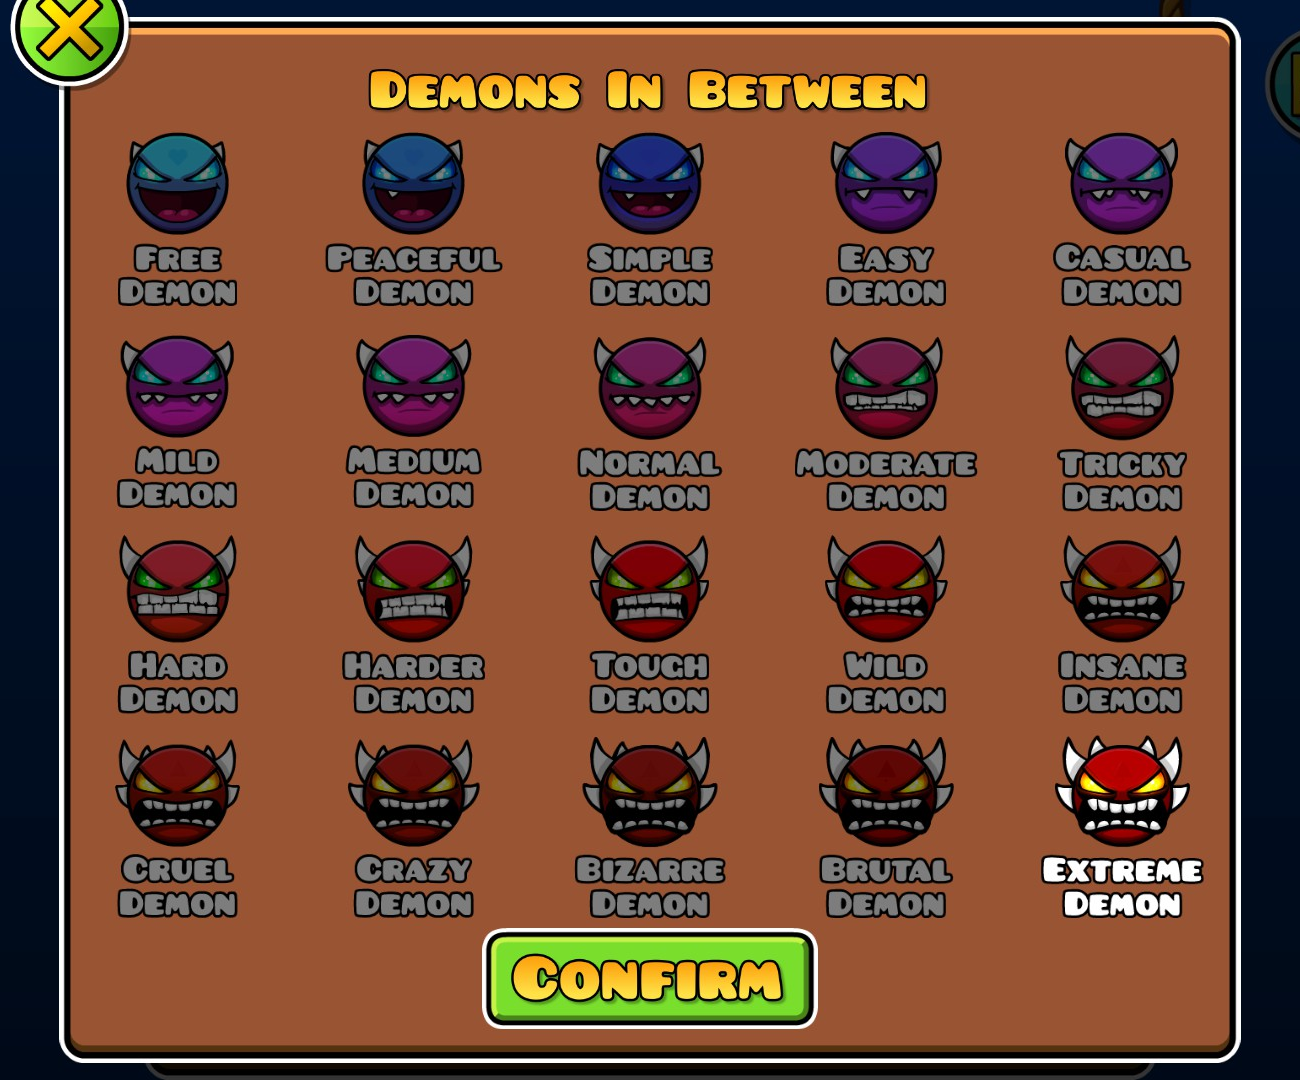 Demons In Between
Free Demon
Peaceful Demon
Simple Demon
Easy Demon
Casual Demon
Mild Demon
Medium Demon
Normal Demon
Moderate Demon
Tricky Demon
Hard Demon
Harder Demon
Tough Demon
Wild Demon
Insane Demon
Cruel Demon
Crazy Demon
Bizarre Demon
Brutal Demon
Extreme Demon
Confirm